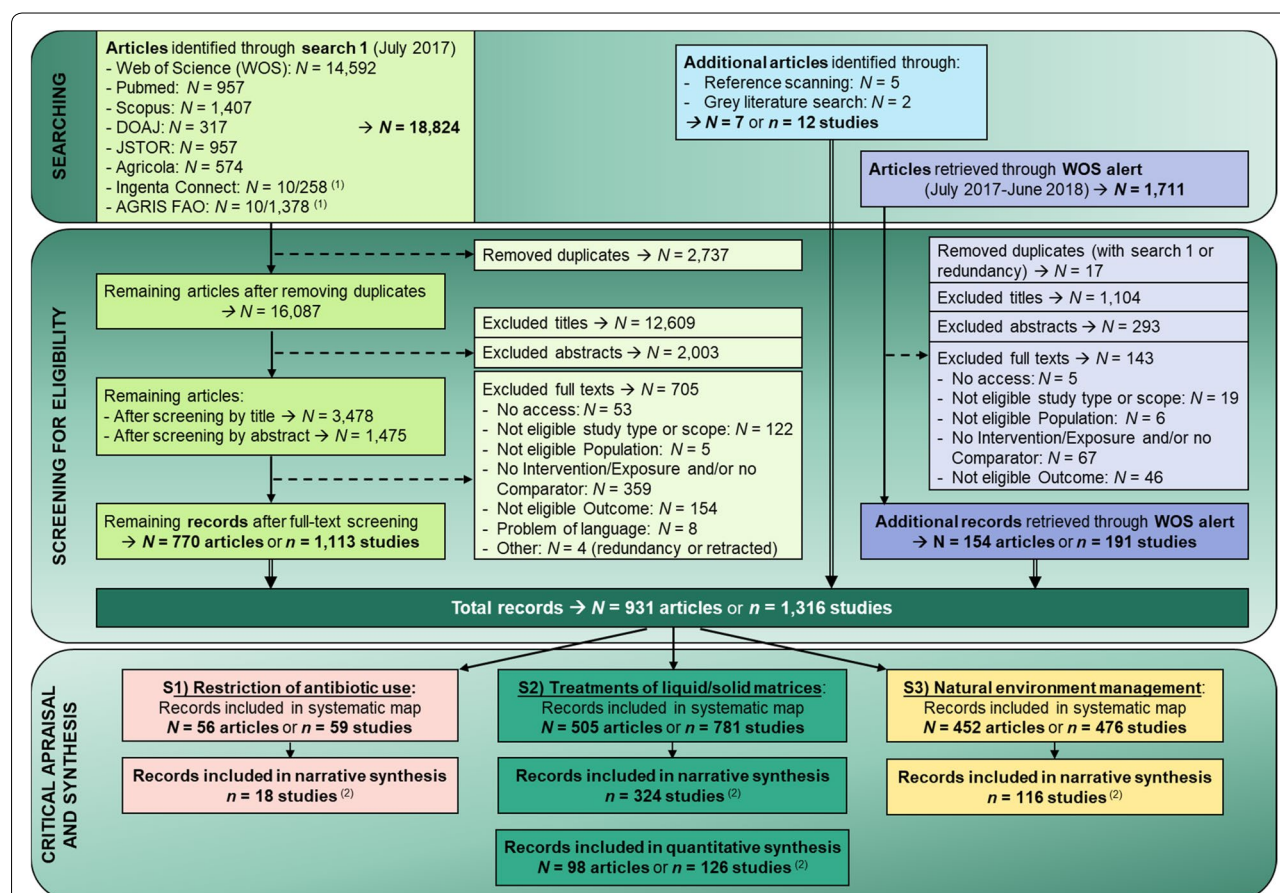 SEARCHING
Articles identified through search 1 (July 2017)
- Web of Science (WOS): N = 14,592
- Pubmed: N = 957
- Scopus: N = 1,407
- DOAJ: N = 317 → N = 18,824
- JSTOR: N = 957
- Agricola: N = 574
- Ingenta Connect: N = 10/258 (1)
- AGRIS FAO: N = 10/1,378 (1)
Additional articles identified through:
- Reference scanning: N = 5
- Grey literature search: N = 2
→ N = 7 or n = 12 studies
Articles retrieved through WOS alert
(July 2017-June 2018) → N = 1,711
SCREENING FOR ELIGIBILITY
Removed duplicates → N = 2,737
Remaining articles after removing duplicates
→ N = 16,087
Excluded titles → N = 12,609
Excluded abstracts → N = 2,003
Remaining articles:
- After screening by title → N = 3,478
- After screening by abstract → N = 1,475
Excluded full texts → N = 705
- No access: N = 53
- Not eligible study type or scope: N = 122
- Not eligible Population: N = 5
- No Intervention/Exposure and/or no
Comparator: N = 359
- Not eligible Outcome: N = 154
- Problem of language: N = 8
- Other: N = 4 (redundancy or retracted)
Remaining records after full-text screening
→ N = 770 articles or n = 1,113 studies
Removed duplicates (with search 1 or
redundancy) → N = 17
Excluded titles → N = 1,104
Excluded abstracts → N = 293
Excluded full texts → N = 143
- No access: N = 5
- Not eligible study type or scope: N = 19
- Not eligible Population: N = 6
- No Intervention/Exposure and/or no
Comparator: N = 67
- Not eligible Outcome: N = 46
Additional records retrieved through WOS alert
→ N = 154 articles or n = 191 studies
Total records → N = 931 articles or n = 1,316 studies
CRITICAL APPRAISAL
AND SYNTHESIS
S1) Restriction of antibiotic use:
Records included in systematic map
N = 56 articles or n = 59 studies
Records included in narrative synthesis
n = 18 studies (2)
S2) Treatments of liquid/solid matrices:
Records included in systematic map
N = 505 articles or n = 781 studies
Records included in narrative synthesis
n = 324 studies (2)
Records included in quantitative synthesis
N = 98 articles or n = 126 studies (2)
S3) Natural environment management:
Records included in systematic map
N = 452 articles or n = 476 studies
Records included in narrative synthesis
n = 116 studies (2)